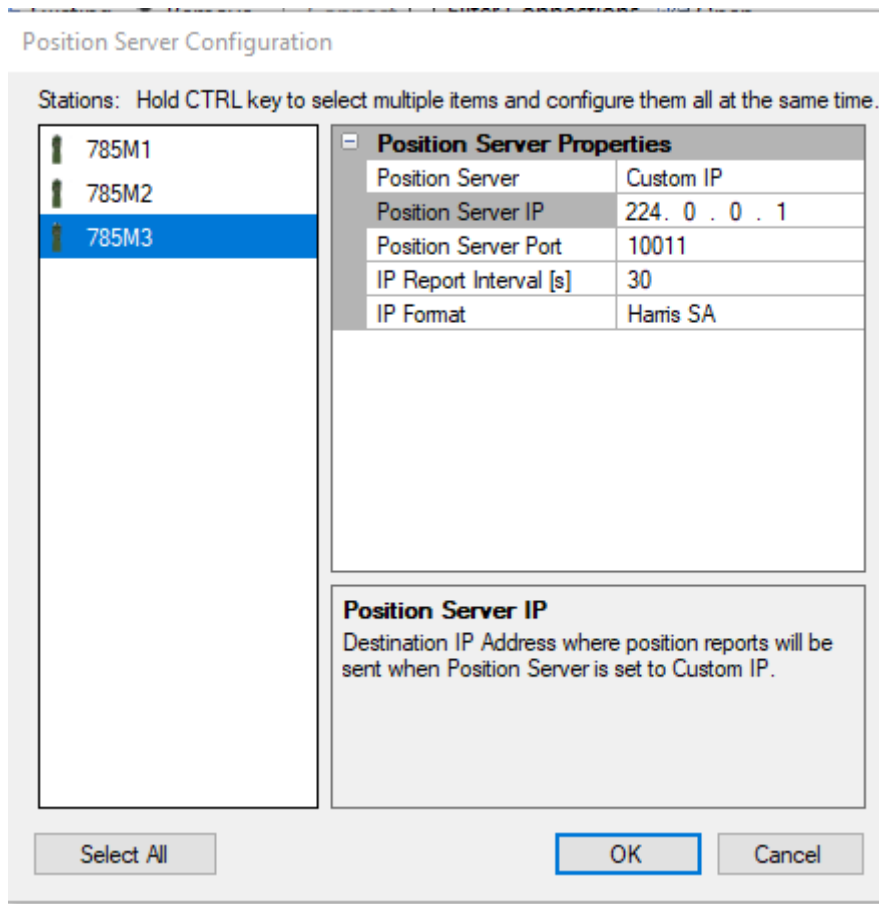 Position Server Configuration
Stations: Hold CTRL key to select multiple items and configure them all at the same time.
785M1
785M2
785M3
Position Server Properties
Position Server Custom IP
Position Server IP 224. 0 . 0 . 1
Position Server Port 10011
IP Report Interval [s] 30
IP Format Harris SA
Position Server IP
Destination IP Address where position reports will be
sent when Position Server is set to Custom IP.
Select All OK Cancel